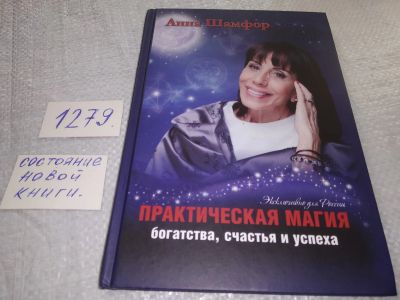 Анна Шамфор
1279.
состояние
новой
книги.
Эксклюзивно для России
ПРАКТИЧЕСКАЯ МАГИЯ
богатства, счастья и успеха